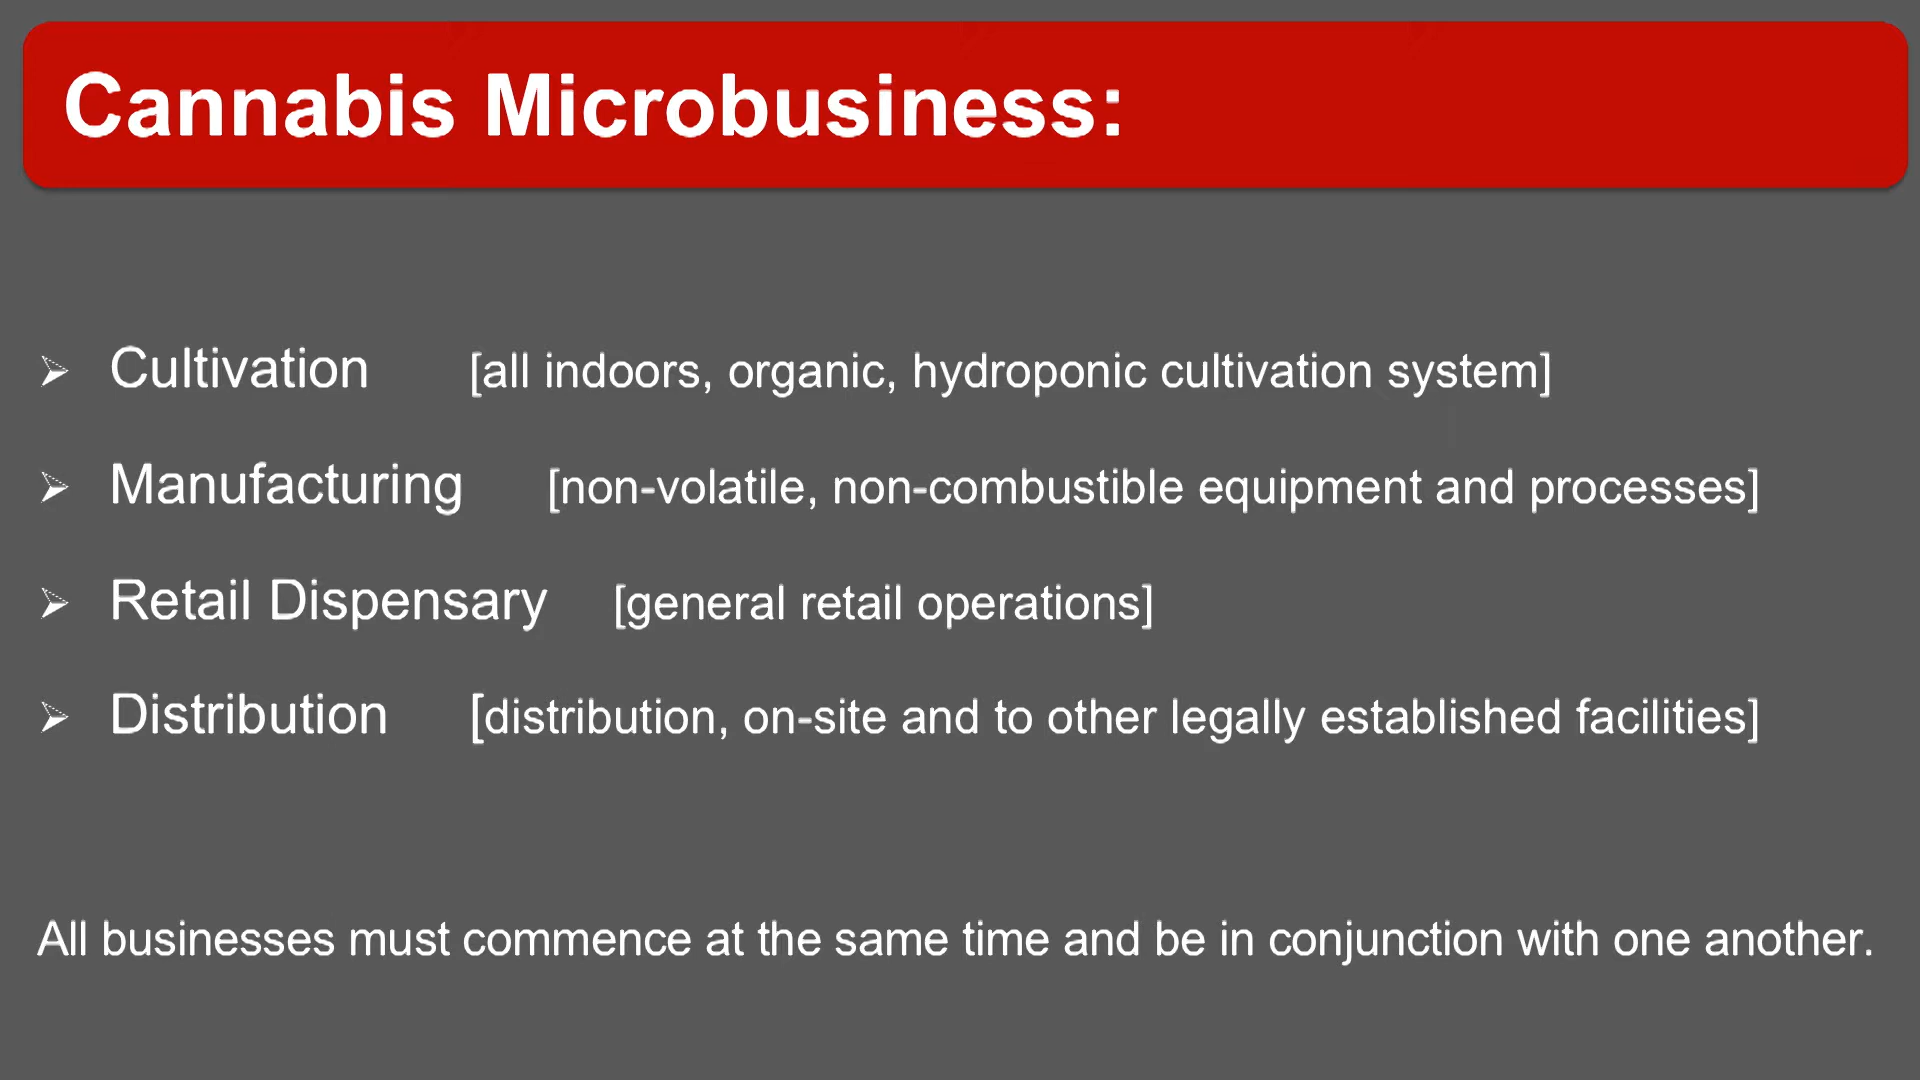 Cannabis Microbusiness:
Cultivation [all indoors, organic, hydroponic cultivation system]
Manufacturing [non-volatile, non-combustible equipment and processes]
Retail Dispensary [general retail operations]
Distribution [distribution, on-site and to other legally established facilities]
All businesses must commence at the same time and be in conjunction with one another.